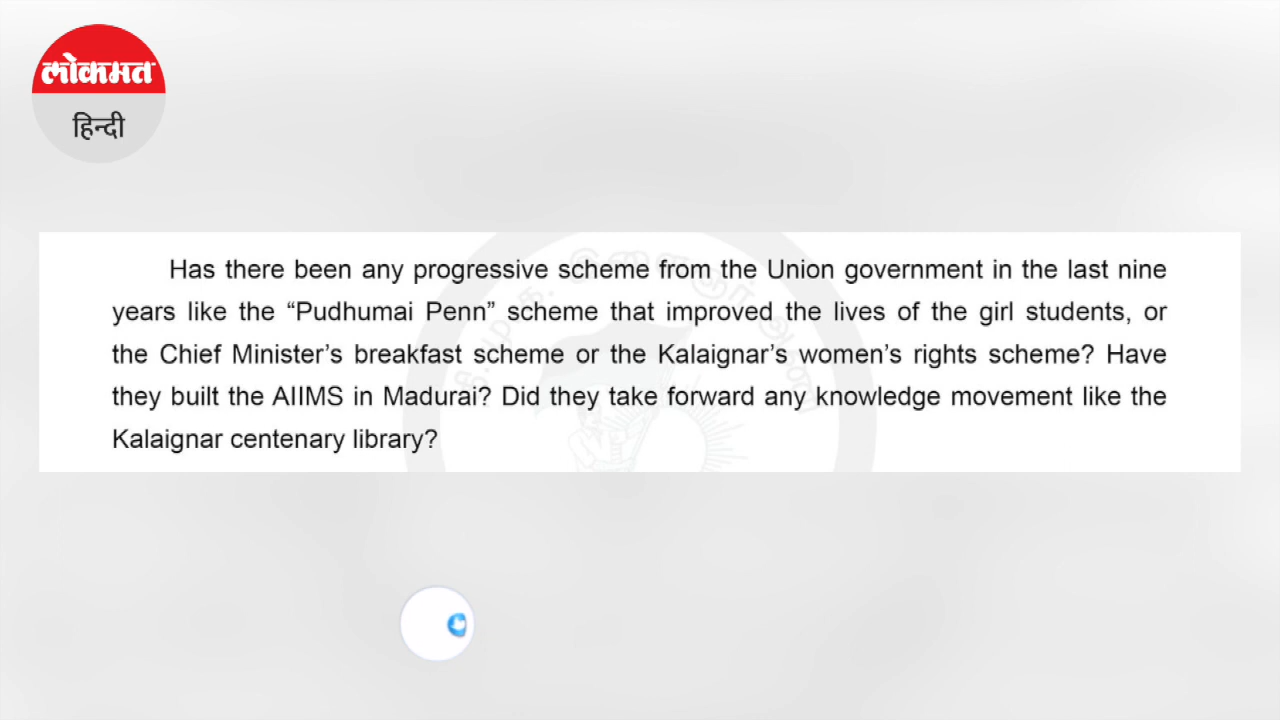 लोकमत
हिन्दी
Has there been any progressive scheme from the Union government in the last nine
years like the “Pudhumai Penn” scheme that improved the lives of the girl students, or
the Chief Minister’s breakfast scheme or the Kalaignar’s women’s rights scheme? Have
they built the AIIMS in Madurai? Did they take forward any knowledge movement like the
Kalaignar centenary library?